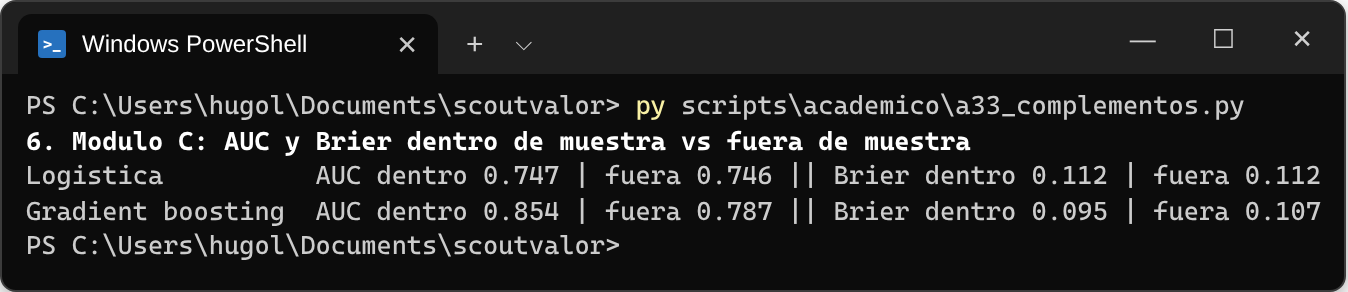 Windows PowerShell
PS C:\Users\hugol\Documents\scoutvalor> py scripts\academico\a33_complementos.py
6. Modulo C: AUC y Brier dentro de muestra vs fuera de muestra
Logistica          AUC dentro 0.747 | fuera 0.746 || Brier dentro 0.112 | fuera 0.112
Gradient boosting  AUC dentro 0.854 | fuera 0.787 || Brier dentro 0.095 | fuera 0.107
PS C:\Users\hugol\Documents\scoutvalor>